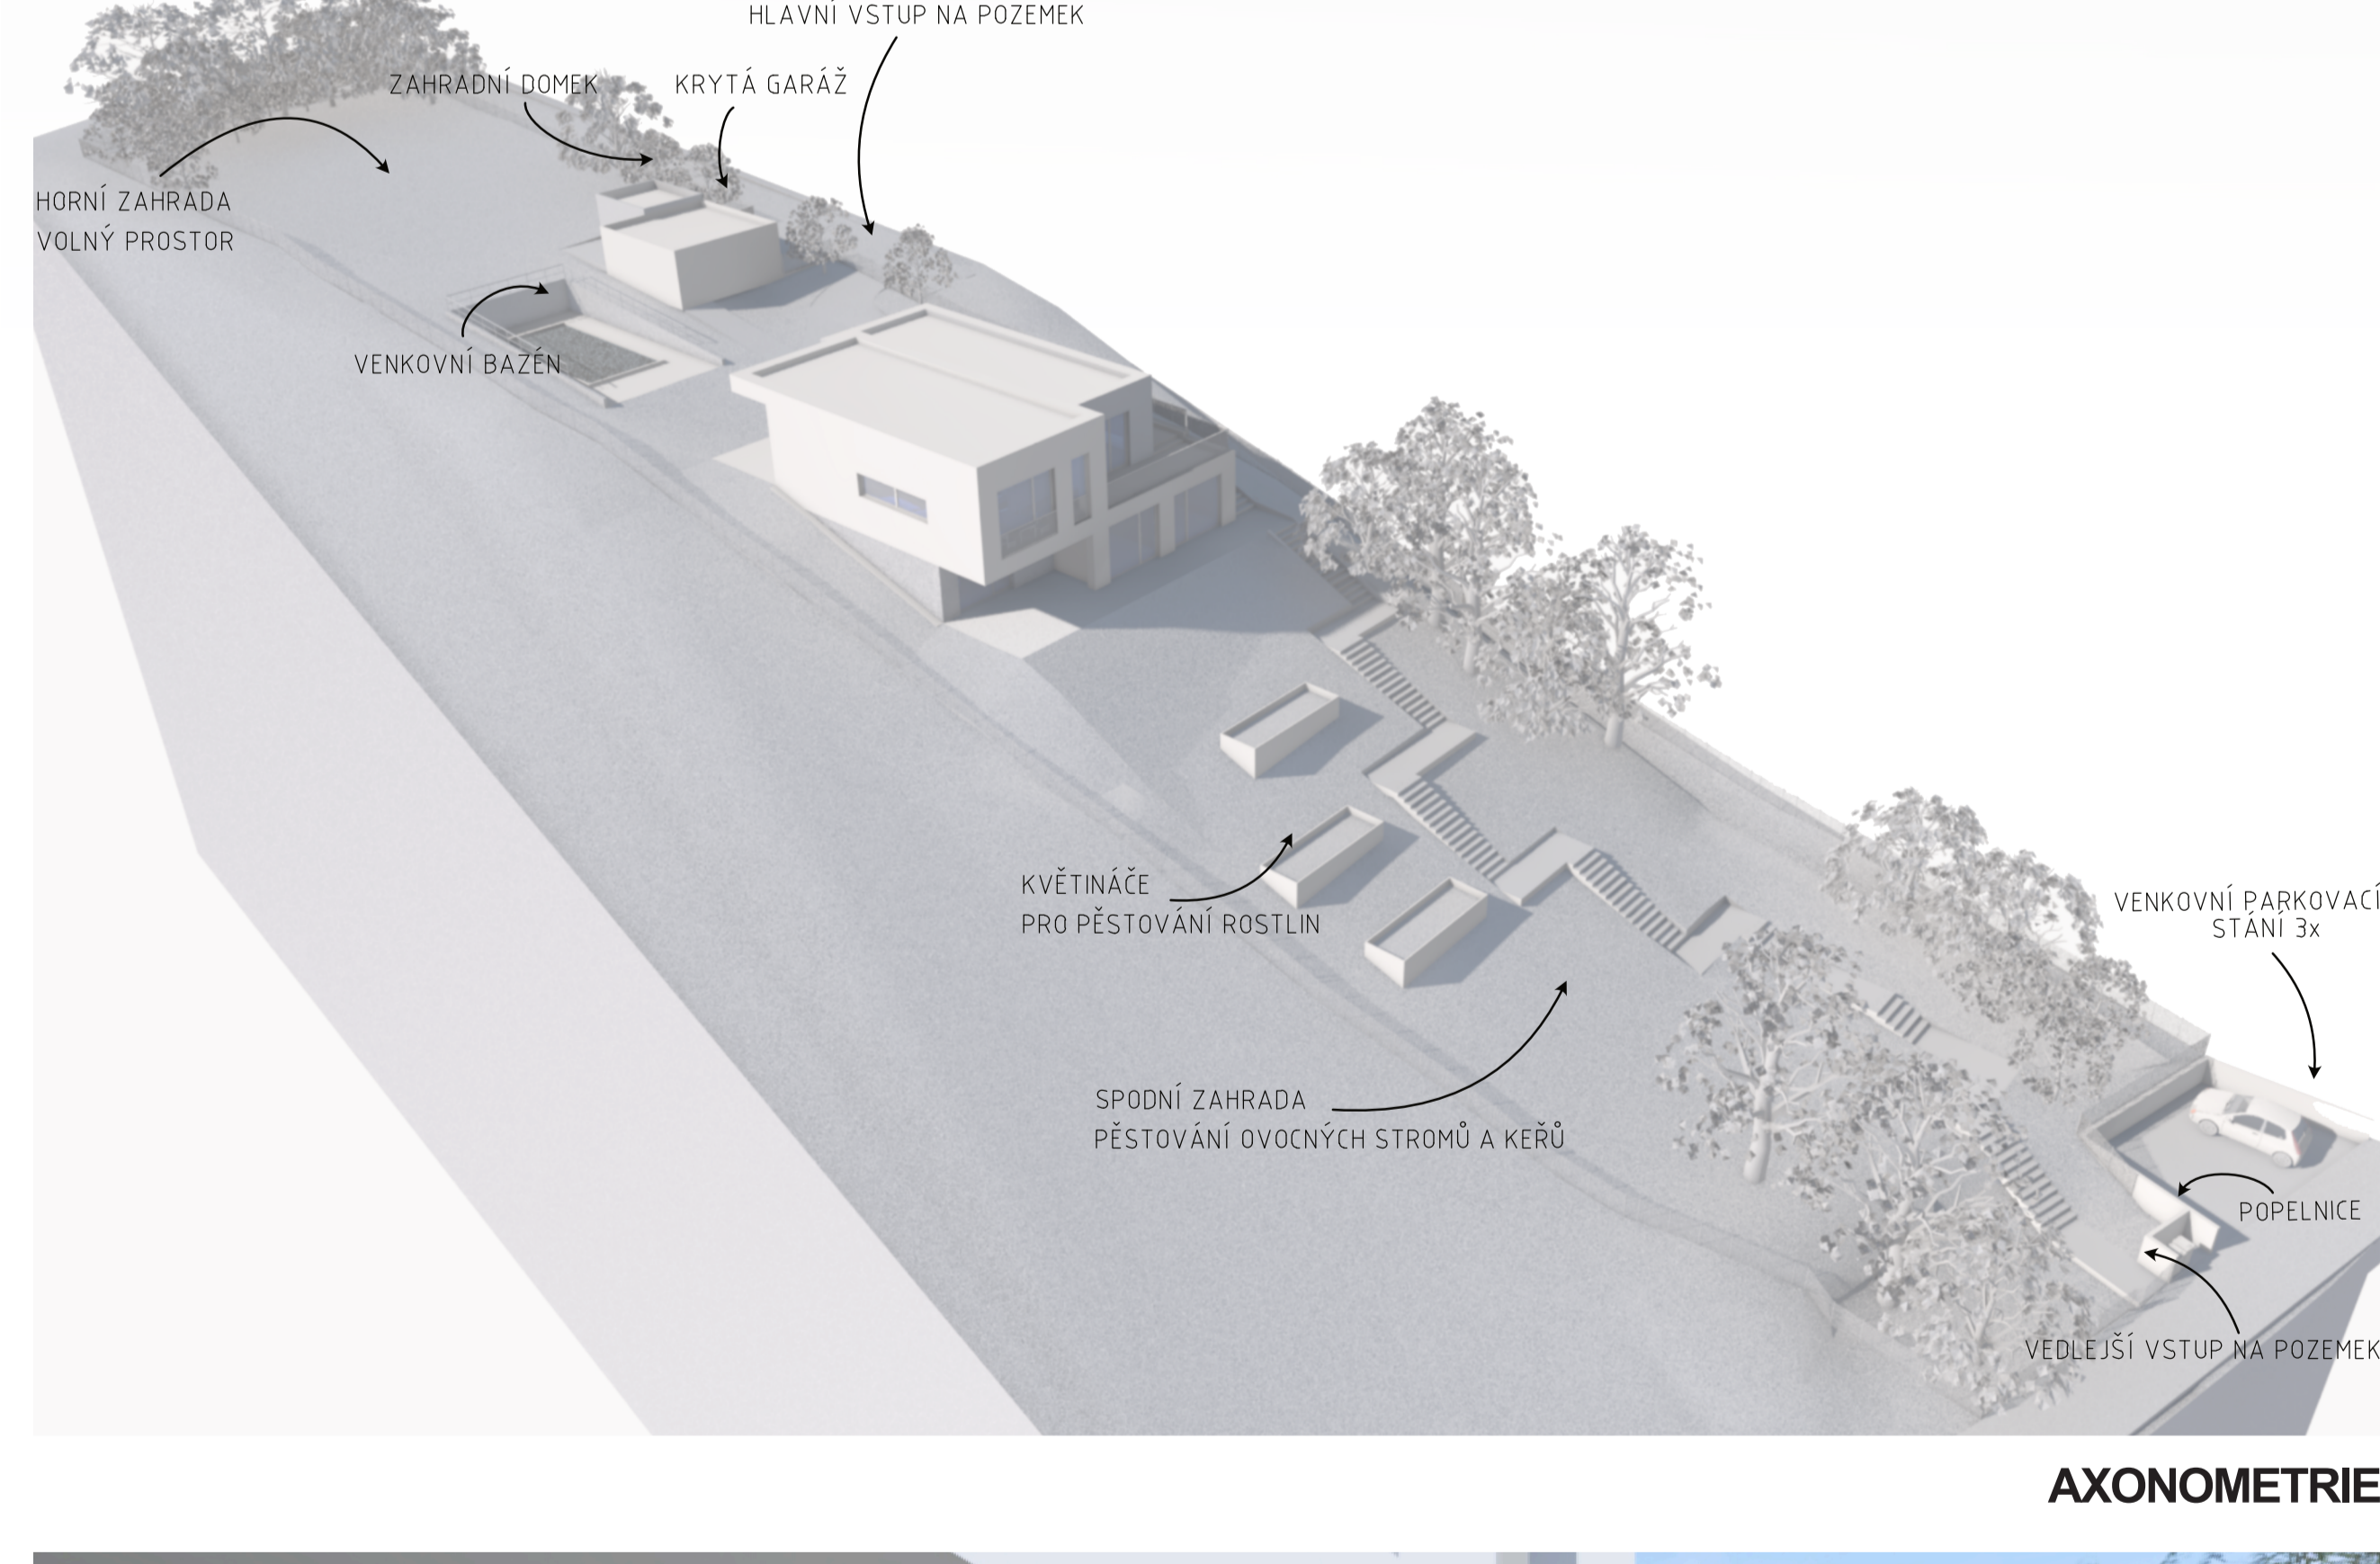 HLAVNÍ VSTUP NA POZEMEK
ZAHRADNÍ DOMEK
KRYTÁ GARÁŽ
HORNÍ ZAHRADA
VOLNÝ PROSTOR
VENKOVNÍ BAZÉN
KVĚTINÁČE
PRO PĚSTOVÁNÍ ROSTLIN
VENKOVNÍ PARKOVACÍ
STÁNÍ 3x
SPODNÍ ZAHRADA
PĚSTOVÁNÍ OVOCNÝCH STROMŮ A KEŘŮ
POPELNICE
VEDLEJŠÍ VSTUP NA POZEMEK
AXONOMETRIE